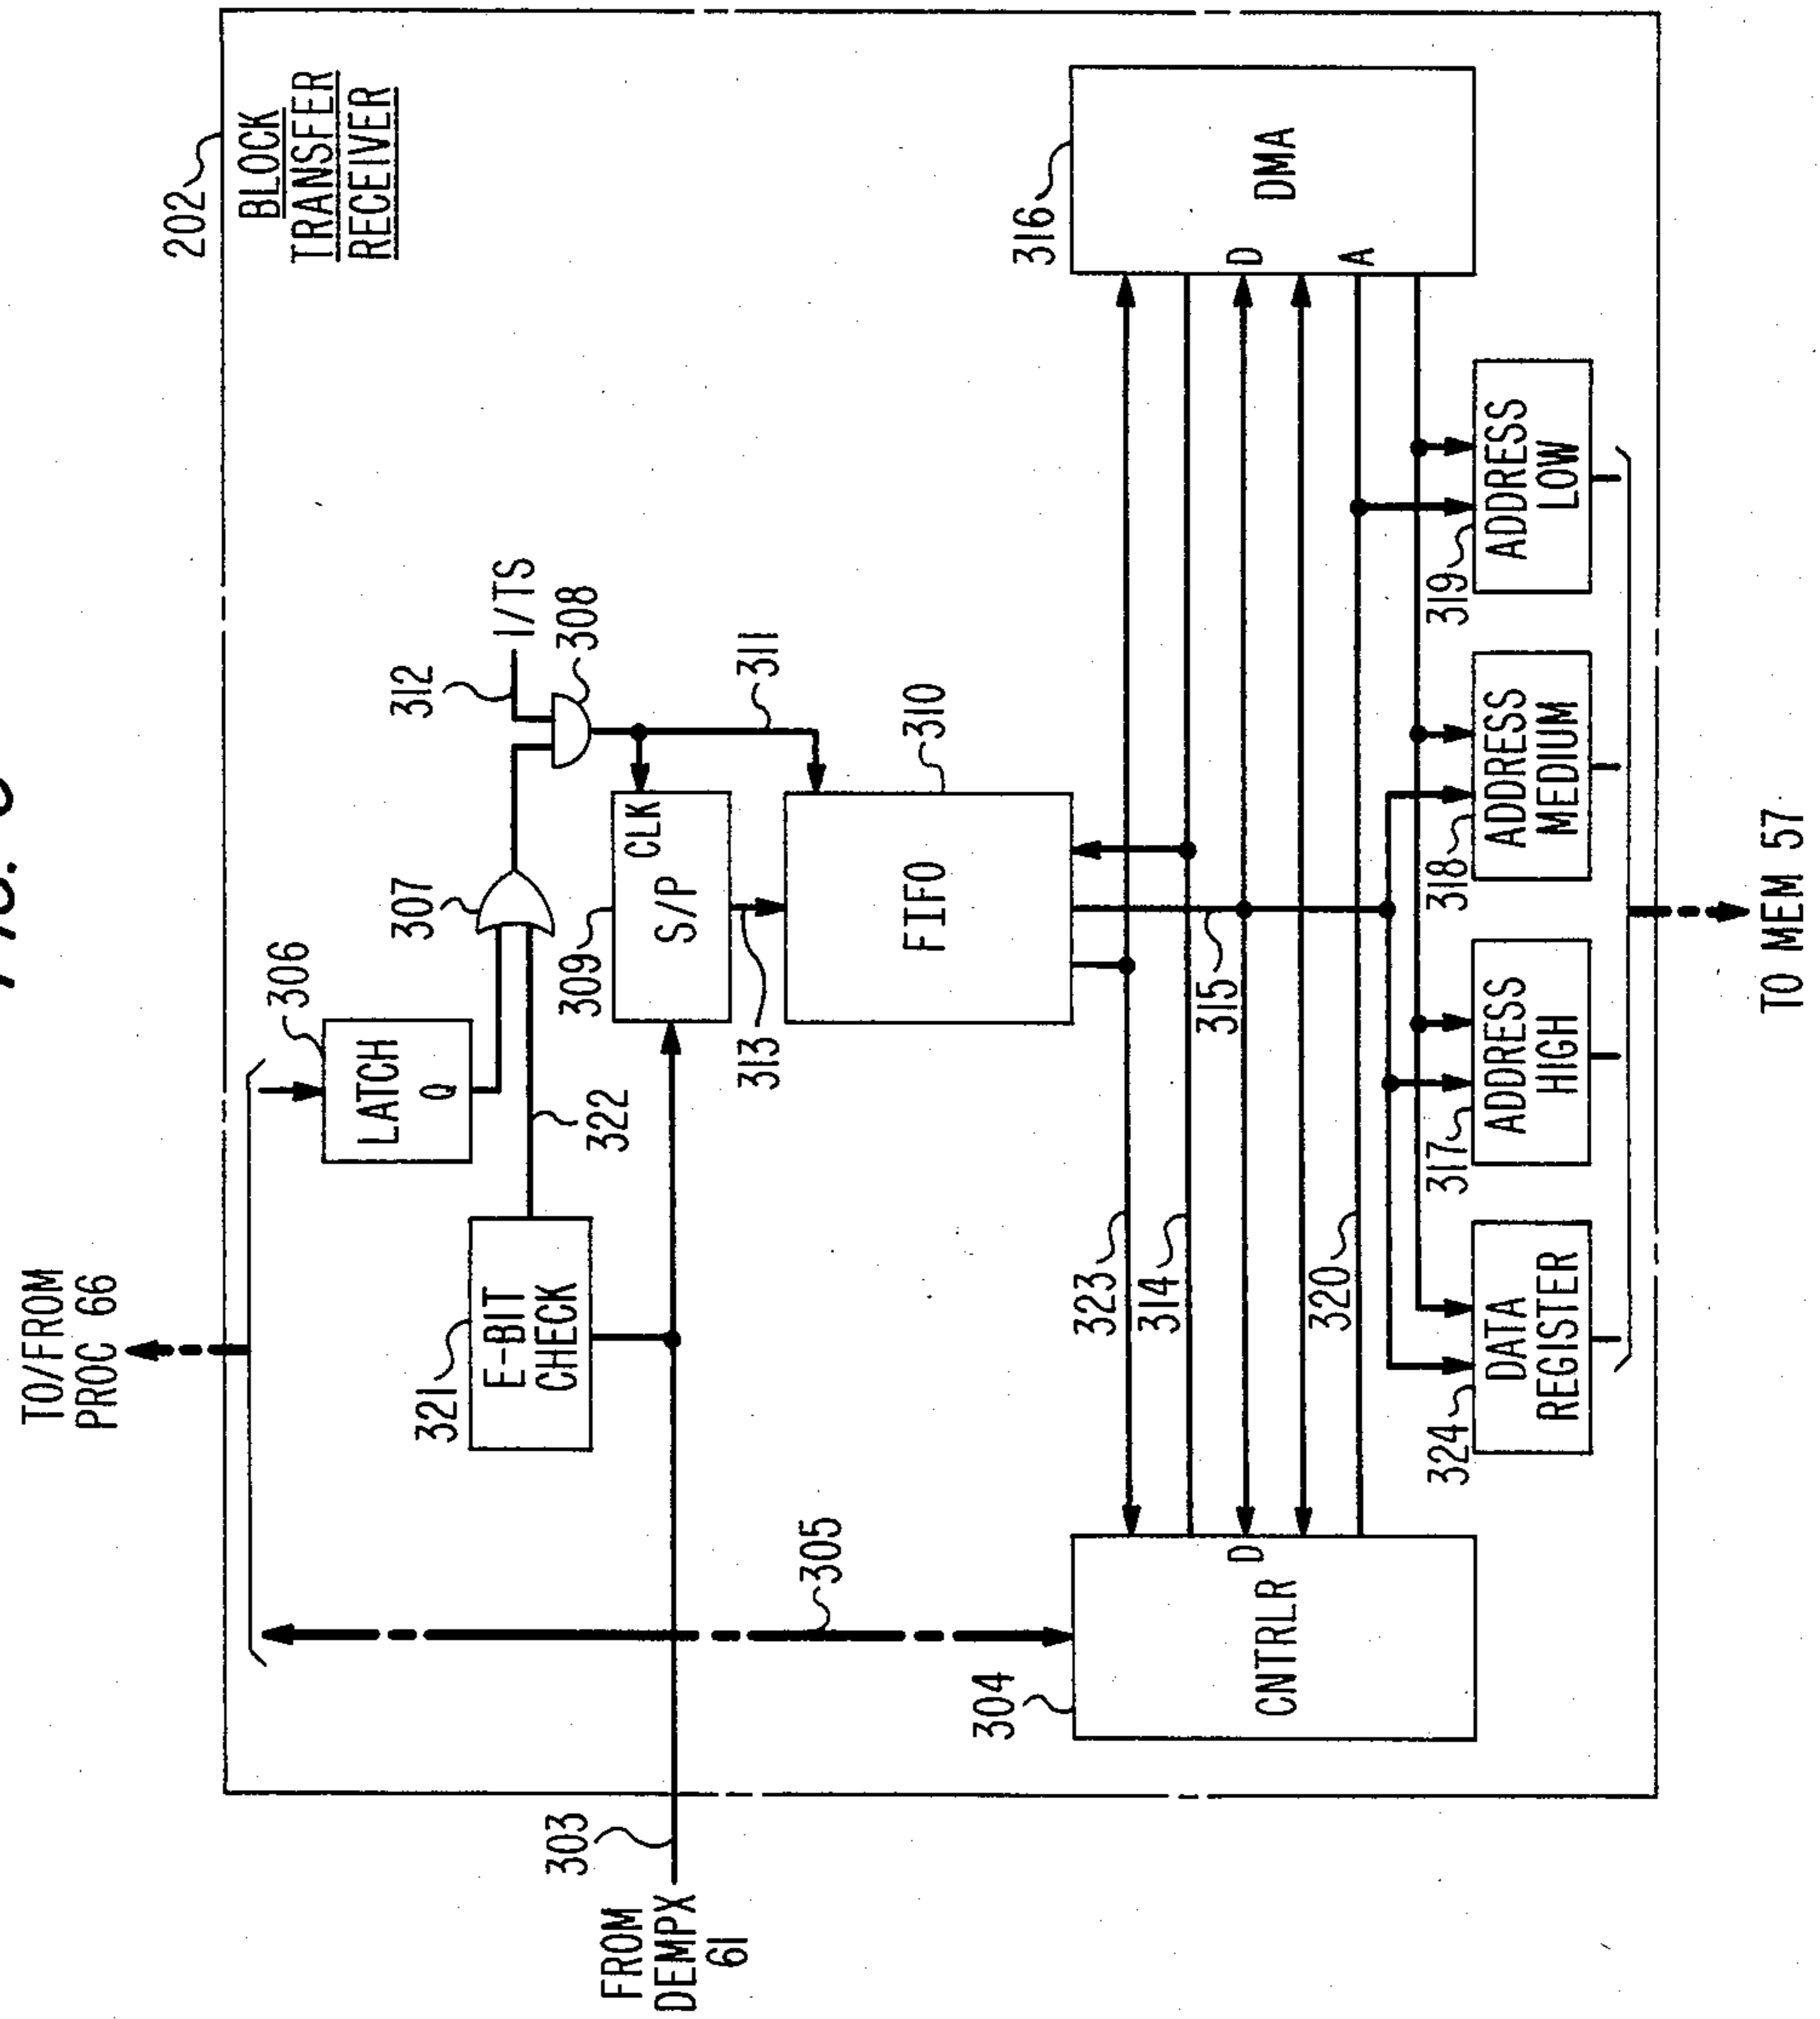 TO/FROM
PROC 66
202
BLOCK
TRANSFER
RECEIVER
306
LATCH
Q
307
312
1/TS
308
321
E-BIT
CHECK
322
303
FROM
DEMPX
61
309
CLK
S/P
311
313
310
FIFO
305
304
CNTRLR
D
323
314
315
320
316
DMA
D
A
324
DATA
REGISTER
317
ADDRESS
HIGH
318
ADDRESS
MEDIUM
319
ADDRESS
LOW
TO MEM 57